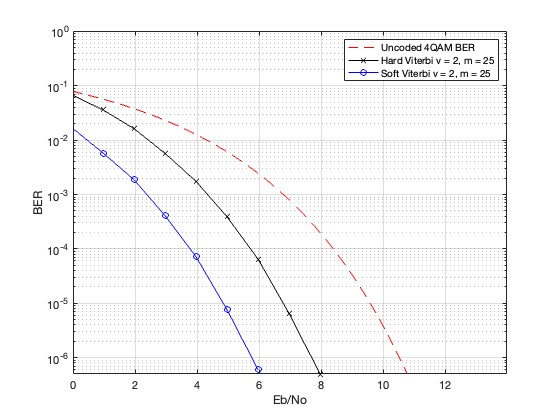 Uncoded 4QAM BER
Hard Viterbi v = 2, m = 25
Soft Viterbi v = 2, m = 25
BER
10^0
10^-1
10^-2
10^-3
10^-4
10^-5
10^-6
0 2 4 6 8 10 12
Eb/No